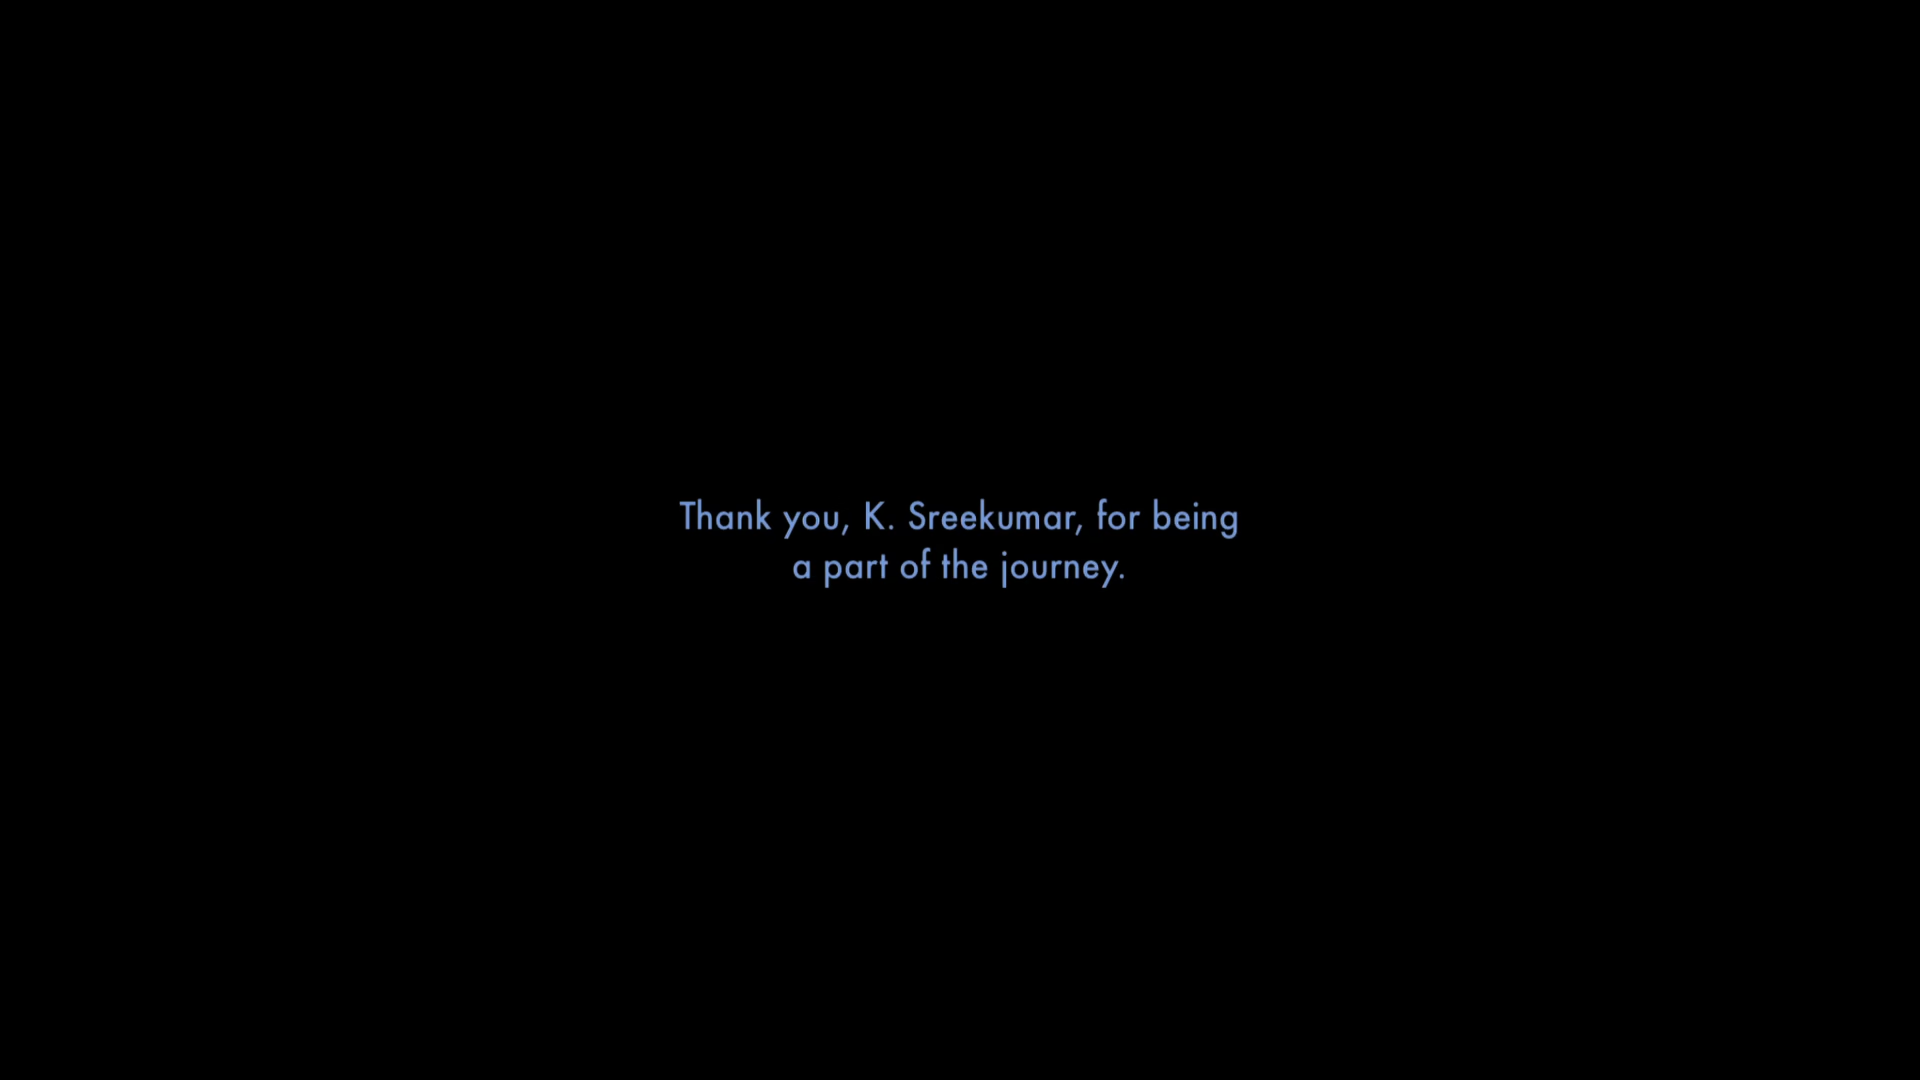 Thank you, K. Sreekumar, for being
a part of the journey.